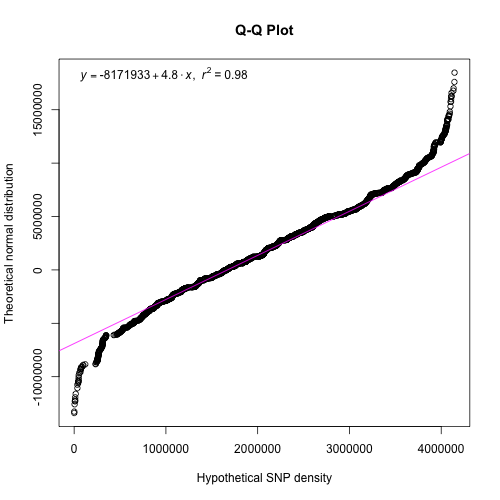 Q-Q Plot
y = -8171933 + 4.8 · x, r² = 0.98
Theoretical normal distribution
15000000
5000000
0
-10000000
0 1000000 2000000 3000000 4000000
Hypothetical SNP density